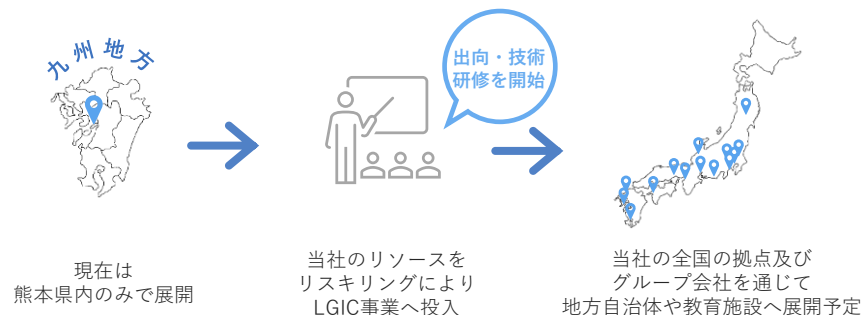 九州地方
現在は
熊本県内のみで展開
出向・技術
研修を開始
当社のリソースを
リスキリングにより
LGIC事業へ投入
当社の全国の拠点及び
グループ会社を通じて
地方自治体や教育施設へ展開予定